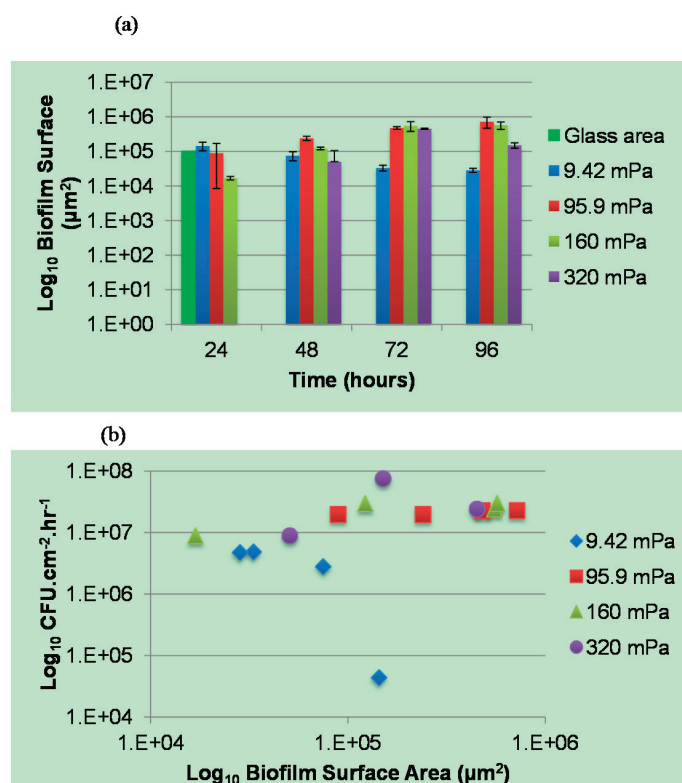 (a)
Log10 Biofilm Surface
(µm²)
1.E+07
1.E+06
1.E+05
1.E+04
1.E+03
1.E+02
1.E+01
1.E+00
24 48 72 96
Time (hours)
Glass area
9.42 mPa
95.9 mPa
160 mPa
320 mPa
(b)
Log10 CFU.cm-2.hr-1
1.E+08
1.E+07
1.E+06
1.E+05
1.E+04
1.E+04 1.E+05 1.E+06
Log10 Biofilm Surface Area (µm²)
9.42 mPa
95.9 mPa
160 mPa
320 mPa